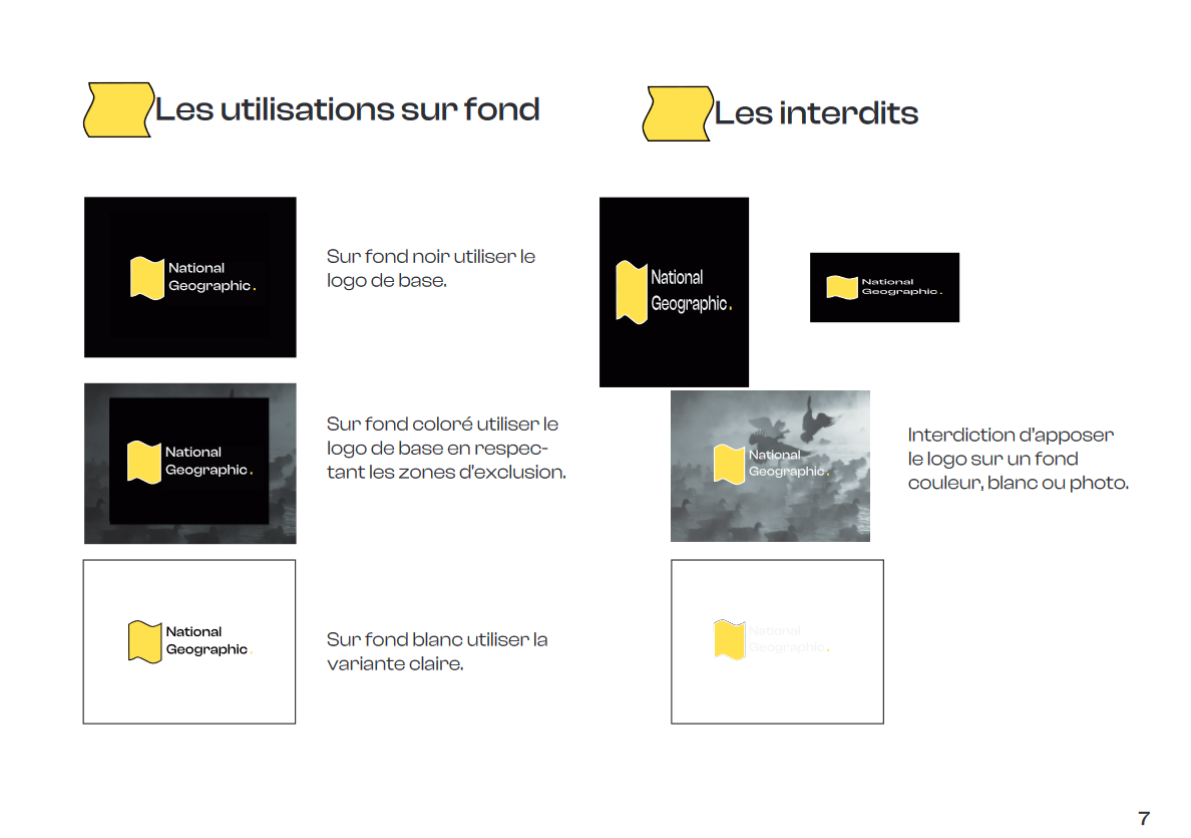 Les utilisations sur fond
National
Geographic.
Sur fond noir utiliser le
logo de base.
National
Geographic.
Sur fond coloré utiliser le
logo de base en respec-
tant les zones d'exclusion.
National
Geographic.
Sur fond blanc utiliser la
variante claire.
Les interdits
National
Geographic.
National
Geographic.
National
Geographic.
Interdiction d'apposer
le logo sur un fond
couleur, blanc ou photo.
National
Geographic.
7